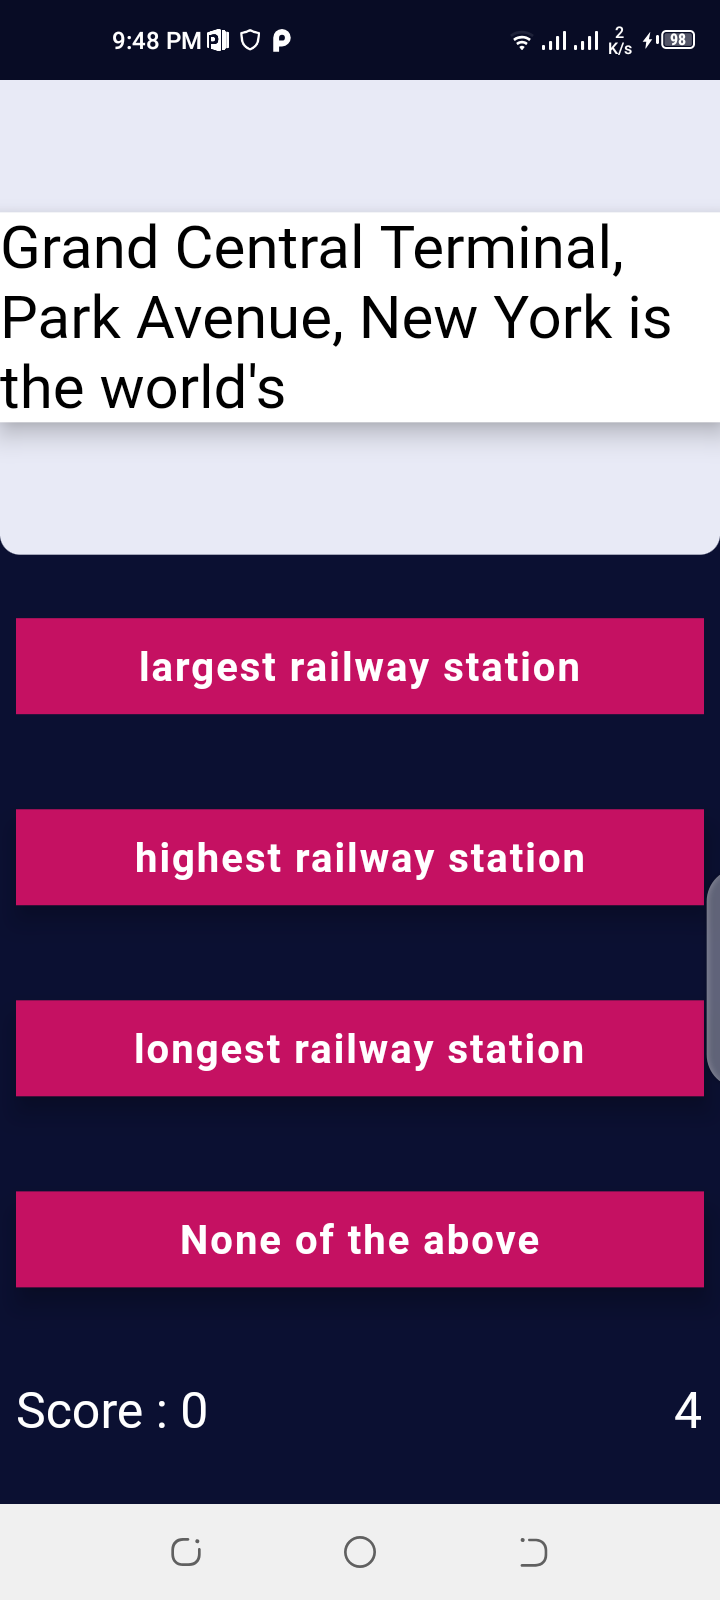 9:48 PM
2 K/s
98
Grand Central Terminal,
Park Avenue, New York is
the world's
largest railway station
highest railway station
longest railway station
None of the above
Score : 0
4